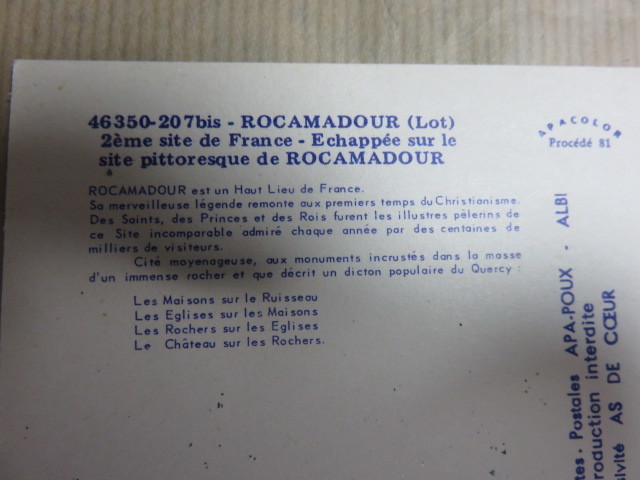 46350-207bis - ROCAMADOUR (Lot)
2ème site de France - Echappée sur le
site pittoresque de ROCAMADOUR
ROCAMADOUR est un Haut Lieu de France.
Sa merveilleuse légende remonte aux premiers temps du Christianisme.
Des Saints, des Princes et des Rois furent les illustres pèlerins de
ce Site incomparable admiré chaque année par des centaines de
milliers de visiteurs.
Cité moyenageuse, aux monuments incrustés dans la masse
d'un immense rocher et que décrit un dicton populaire du Quercy :
Les Maisons sur le Ruisseau
Les Eglises sur les Maisons
Les Rochers sur les Eglises
Le Château sur les Rochers.
APACOLOR
Procédé 81
tes Postales APA-POUX - ALBI
roduction interdite
sivité AS DE CŒUR